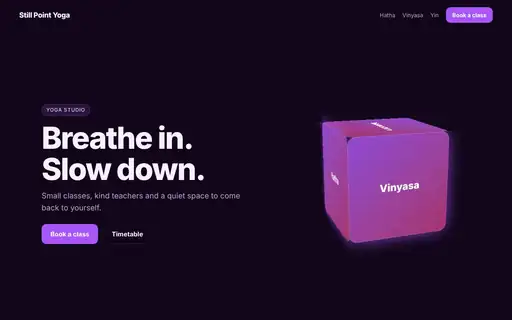 Still Point Yoga
Hatha Vinyasa Yin Book a class
YOGA STUDIO
Breathe in.
Slow down.
Small classes, kind teachers and a quiet space to come
back to yourself.
Book a class Timetable
Vinyasa